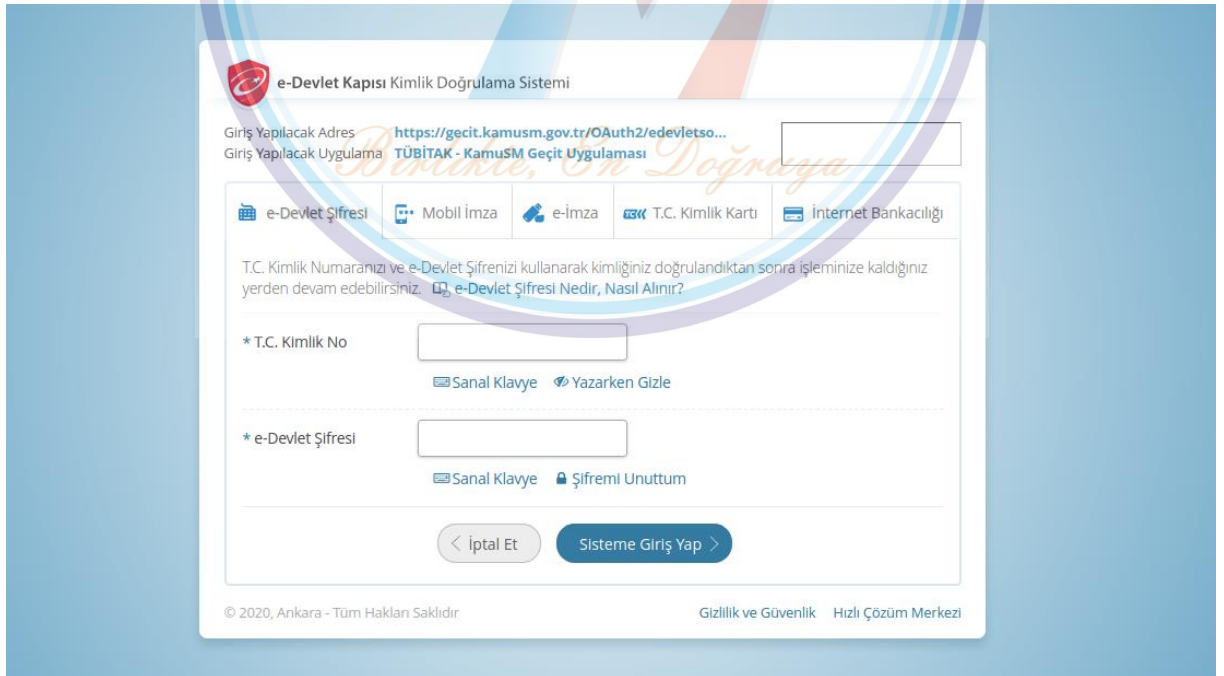 e-Devlet Kapısı Kimlik Doğrulama Sistemi
Giriş Yapılacak Adres https://gecit.kamusm.gov.tr/OAuth2/edevletso...
Giriş Yapılacak Uygulama TÜBİTAK - KamuSM Geçit Uygulaması
Birlikte, En Doğruya
e-Devlet Şifresi Mobil İmza e-İmza T.C. Kimlik Kartı İnternet Bankacılığı
T.C. Kimlik Numaranızı ve e-Devlet Şifrenizi kullanarak kimliğiniz doğrulandıktan sonra işleminize kaldığınız
yerden devam edebilirsiniz. e-Devlet Şifresi Nedir, Nasıl Alınır?
* T.C. Kimlik No
Sanal Klavye Yazarken Gizle
* e-Devlet Şifresi
Sanal Klavye Şifremi Unuttum
İptal Et Sisteme Giriş Yap
© 2020, Ankara - Tüm Hakları Saklıdır Gizlilik ve Güvenlik Hızlı Çözüm Merkezi